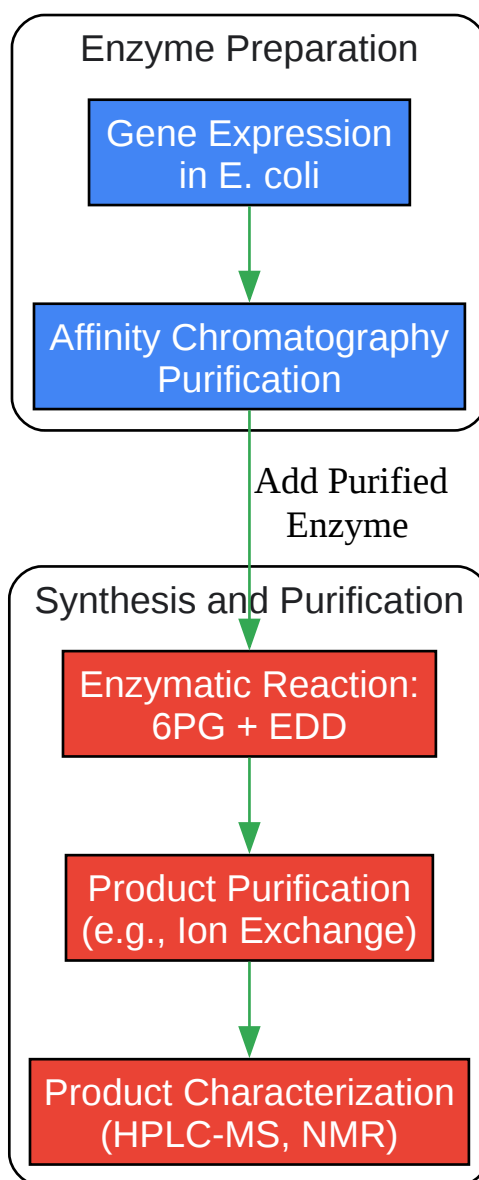 Enzyme Preparation
Gene Expression
in E. coli
Affinity Chromatography
Purification
Add Purified
Enzyme
Synthesis and Purification
Enzymatic Reaction:
6PG + EDD
Product Purification
(e.g., Ion Exchange)
Product Characterization
(HPLC-MS, NMR)